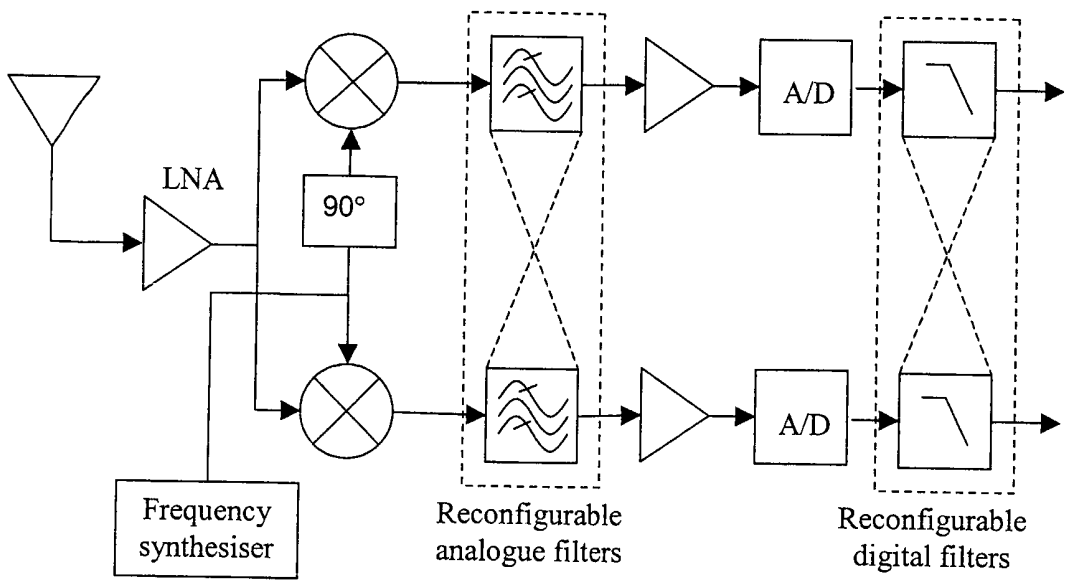 LNA
90°
A/D
A/D
Frequency
synthesiser
Reconfigurable
analogue filters
Reconfigurable
digital filters